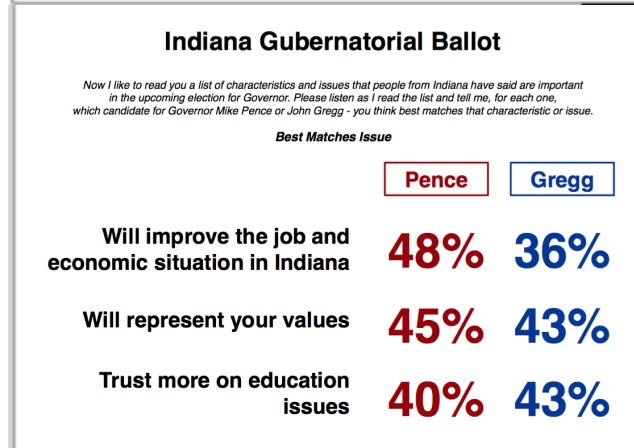 Indiana Gubernatorial Ballot
Now I like to read you a list of characteristics and issues that people from Indiana have said are important
in the upcoming election for Governor. Please listen as I read the list and tell me, for each one,
which candidate for Governor Mike Pence or John Gregg - you think best matches that characteristic or issue.
Best Matches Issue
Pence Gregg
Will improve the job and
economic situation in Indiana 48% 36%
Will represent your values 45% 43%
Trust more on education
issues 40% 43%